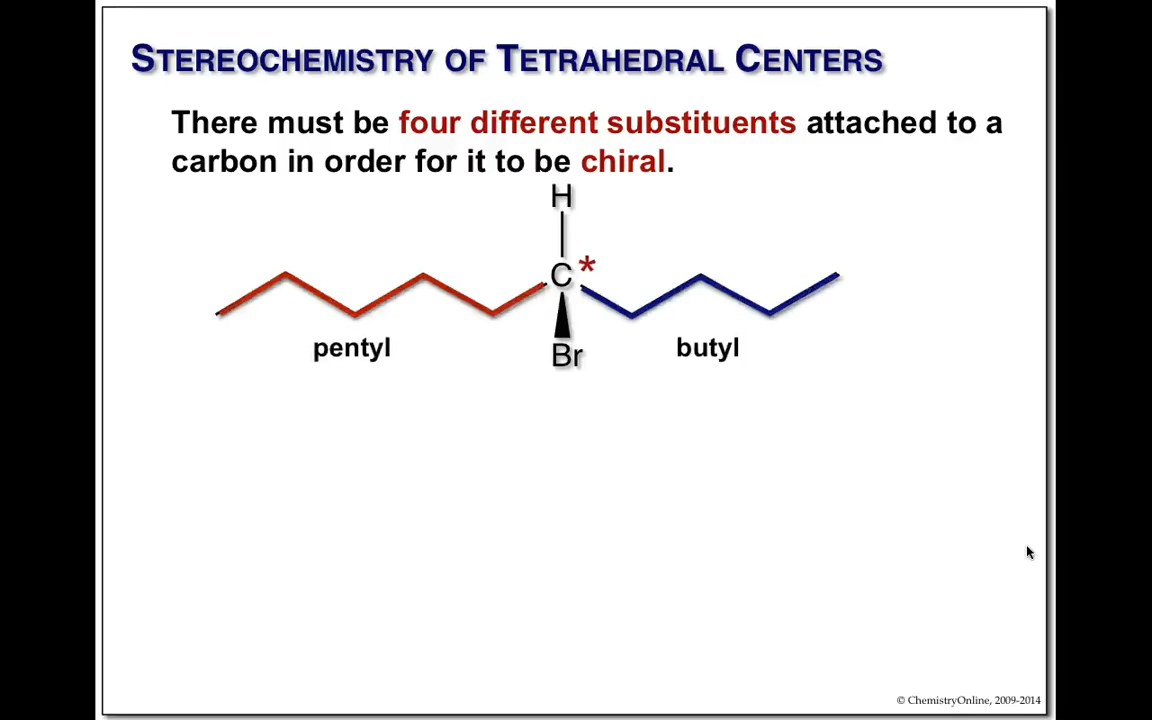 STEREOCHEMISTRY OF TETRAHEDRAL CENTERS
There must be four different substituents attached to a
carbon in order for it to be chiral.
H
C *
pentyl
Br
butyl
© ChemistryOnline, 2009-2014